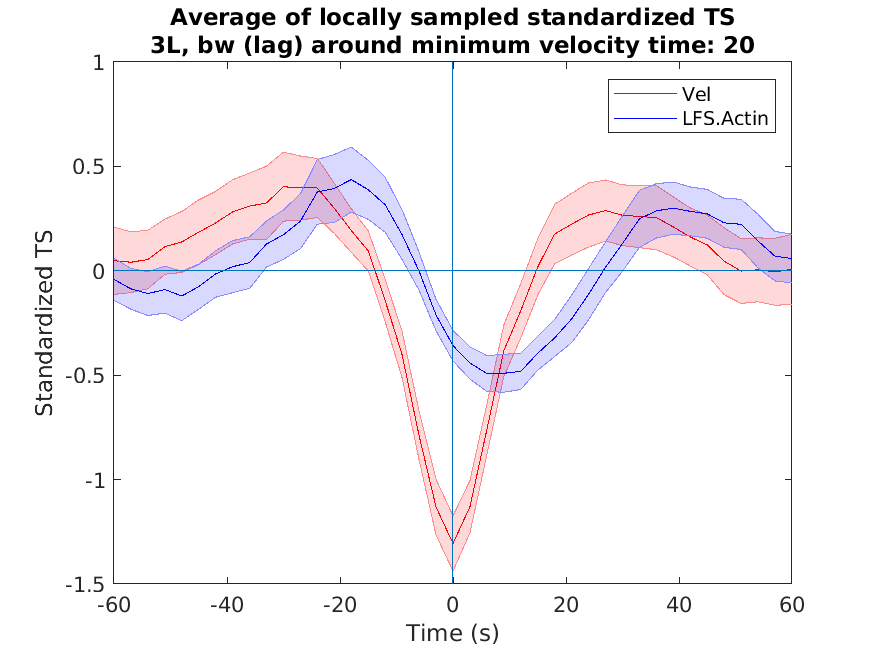 Average of locally sampled standardized TS
3L, bw (lag) around minimum velocity time: 20
Vel
LFS.Actin
Standardized TS
1
0.5
0
-0.5
-1
-1.5
-60
-40
-20
0
20
40
60
Time (s)